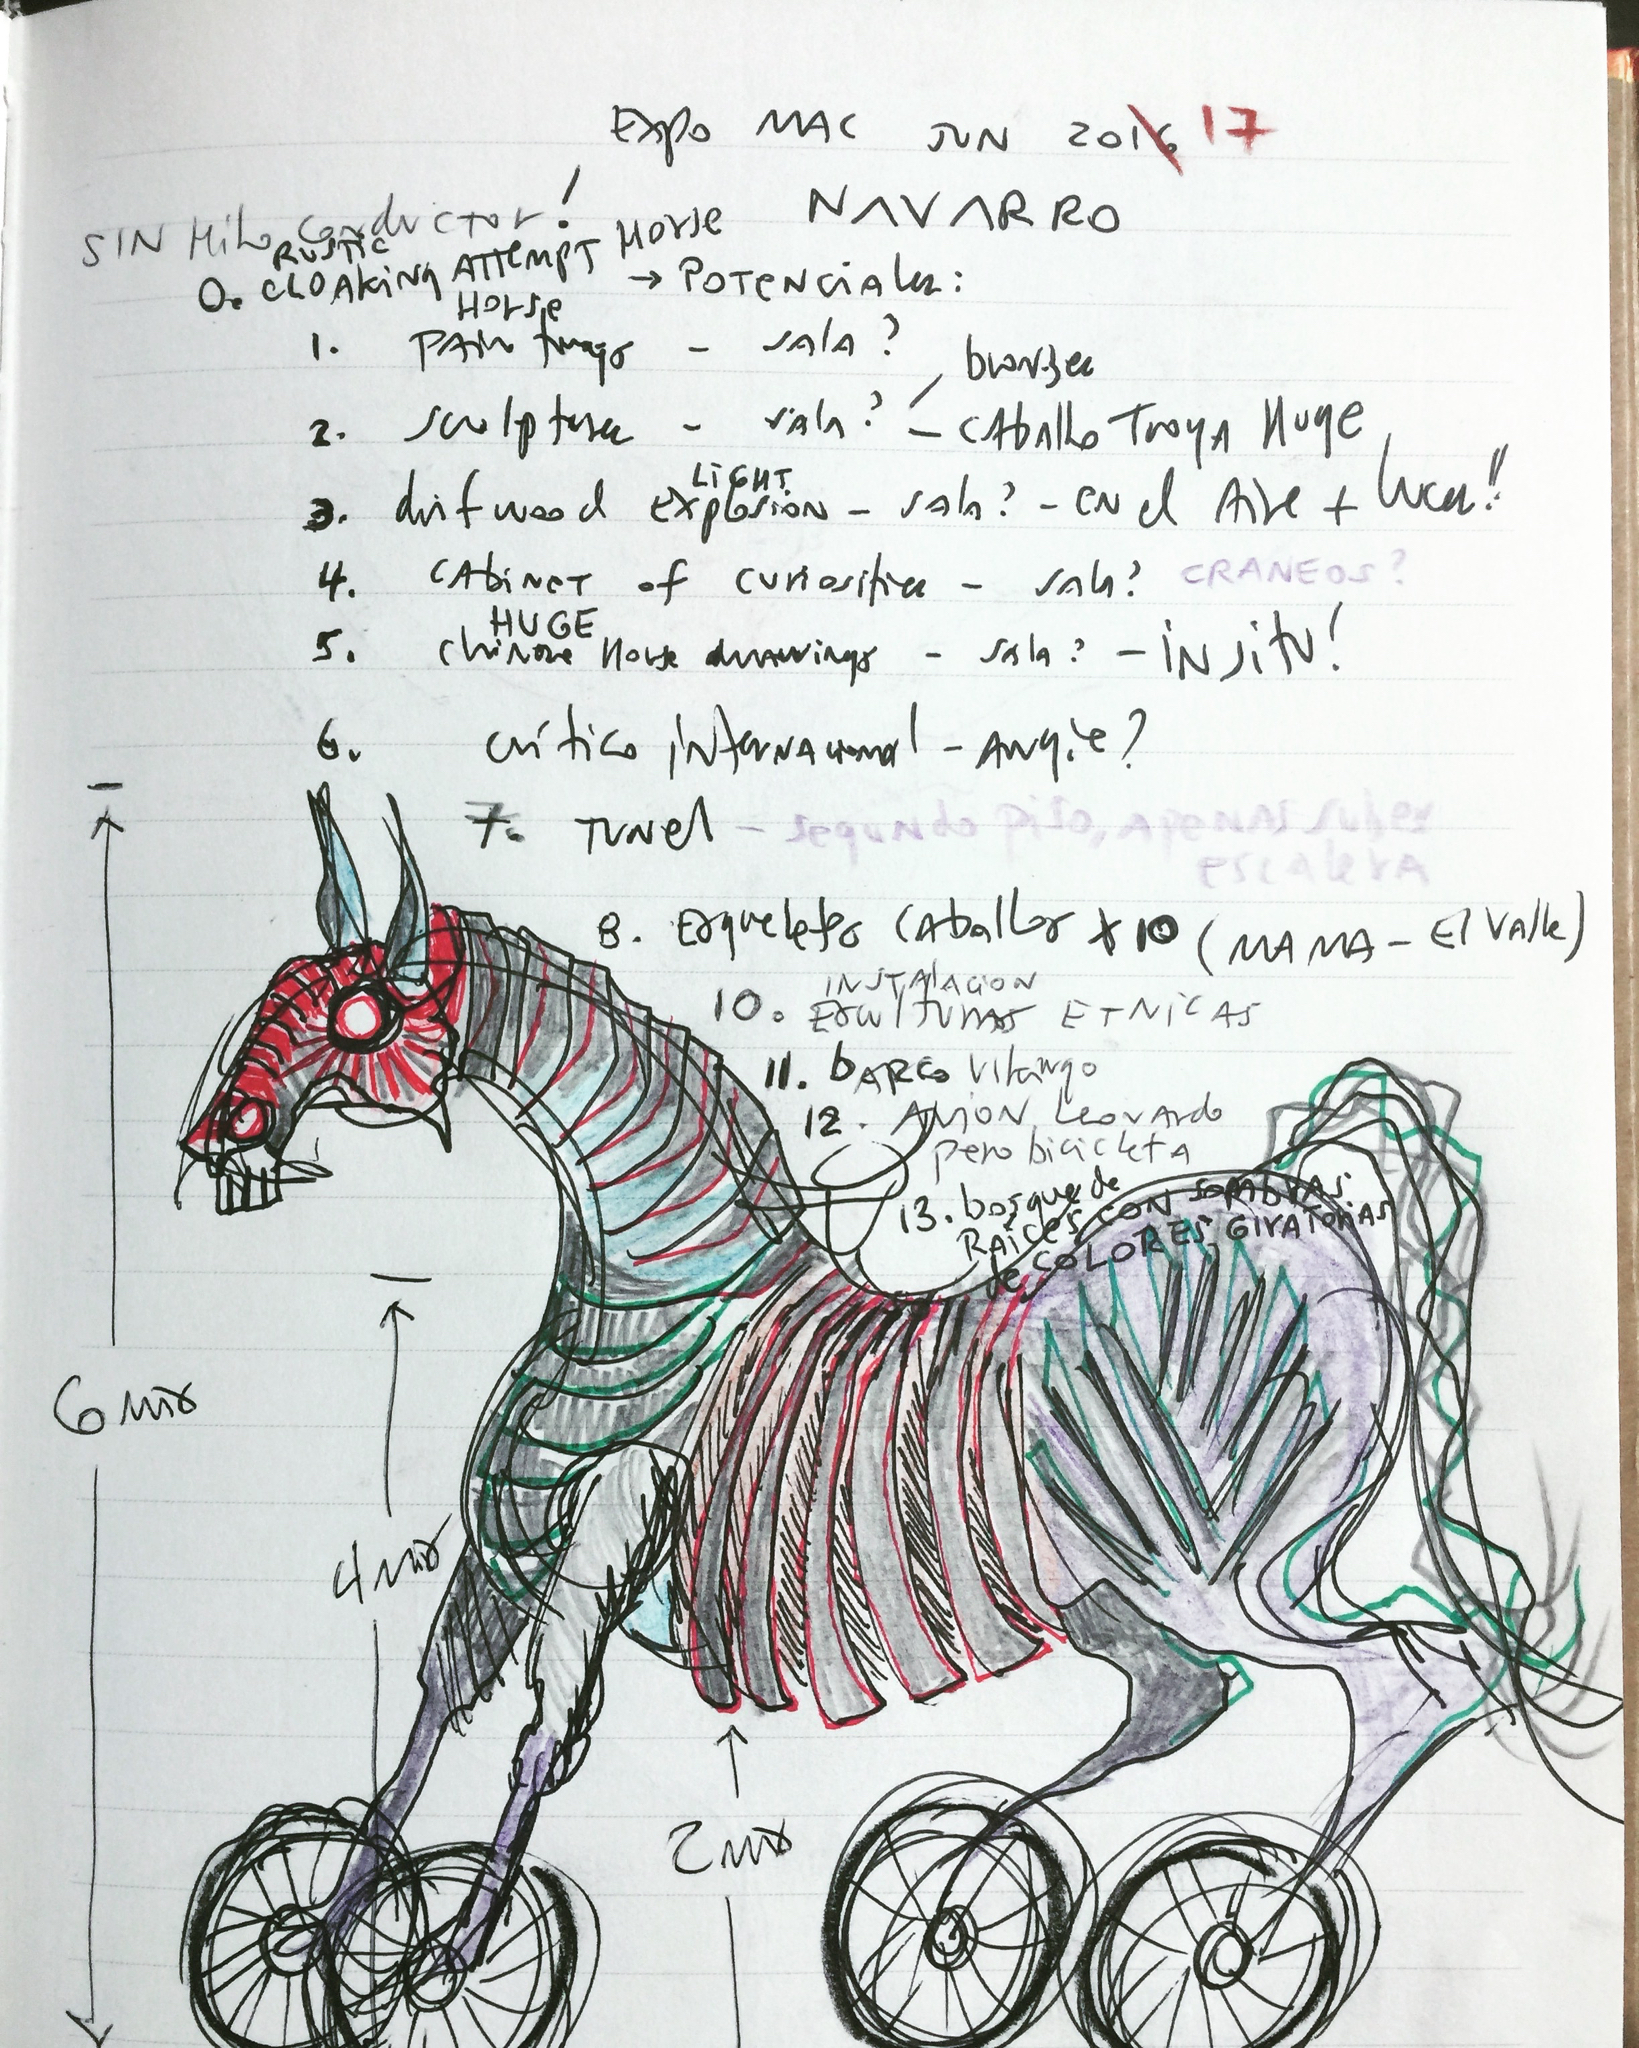 EXPO MAC JUN 2016 17
NAVARRO
SIN HILO CONDUCTOR!
RUSTIC
0. CLOAKING ATTEMPT HORSE → POTENCIALES:
HORSE
1. PAINTINGS - SALA?
bronzes
2. sculptures - sala? - CABALLO TROYA HUGE
LIGHT
3. driftwood EXPLOSION - sala? - EN el Aire + luces!!
4. CABINET of curiosities - sala? CRANEOS?
HUGE
5. Chinese Horse drawings - sala? - IN SITU!
6. crítico INTERNACIONAL - ANGIE?
7. TUNEL - segundo piso, APENAS subes
escalera
8. Esqueletos CABALLOS x 10 (MAMA - El Valle)
INSTALACION
10. ESCULTURAS ETNICAS
11. BARCO Vikingo
12. AVION Leonardo
pero bicicleta
13. bosque de
RAICES CON SOMBRAS
de COLORES, GIRATORIAS
6 mts
4 mts
2 mts